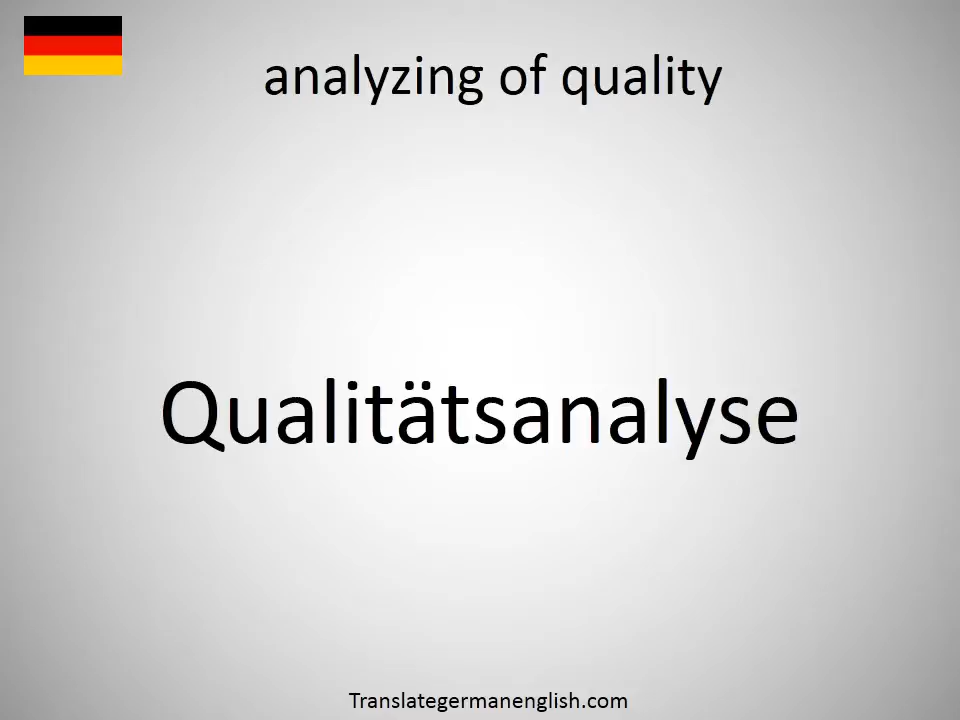 analyzing of quality
Qualitätsanalyse
Translategermanenglish.com